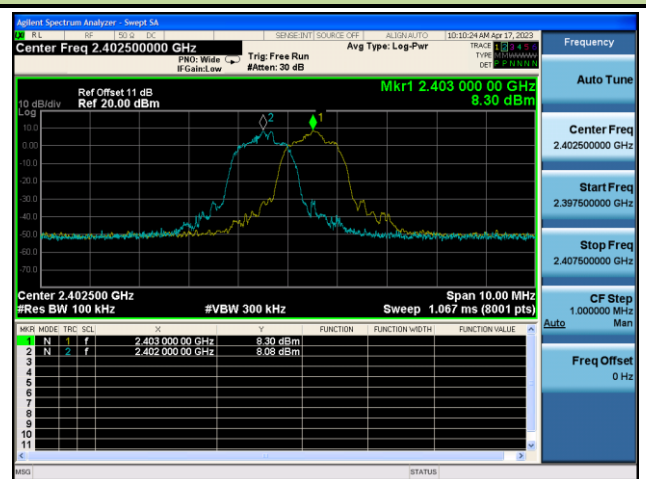 Agilent Spectrum Analyzer - Swept SA
RL RF 50 Ω DC SENSE:INT SOURCE OFF ALIGN AUTO 10:10:24 AM Apr 17, 2023
Center Freq 2.402500000 GHz
PNO: Wide
IFGain:Low
Trig: Free Run
#Atten: 30 dB
Avg Type: Log-Pwr
TRACE 1 2 3 4 5 6
TYPE
DET P P N N N N
Ref Offset 11 dB
10 dB/div Ref 20.00 dBm
Log
Mkr1 2.403 000 00 GHz
8.30 dBm
10.0
0.00
-10.0
-20.0
-30.0
-40.0
-50.0
-60.0
-70.0
2
1
Center 2.402500 GHz Span 10.00 MHz
#Res BW 100 kHz #VBW 300 kHz Sweep 1.067 ms (8001 pts)
MKR MODE TRC SCL X Y FUNCTION FUNCTION WIDTH FUNCTION VALUE
1 N 1 f 2.403 000 00 GHz 8.30 dBm
2 N 2 f 2.402 000 00 GHz 8.08 dBm
3
4
5
6
7
8
9
10
11
MSG STATUS
Frequency
Auto Tune
Center Freq
2.402500000 GHz
Start Freq
2.397500000 GHz
Stop Freq
2.407500000 GHz
CF Step
1.000000 MHz
Auto Man
Freq Offset
0 Hz